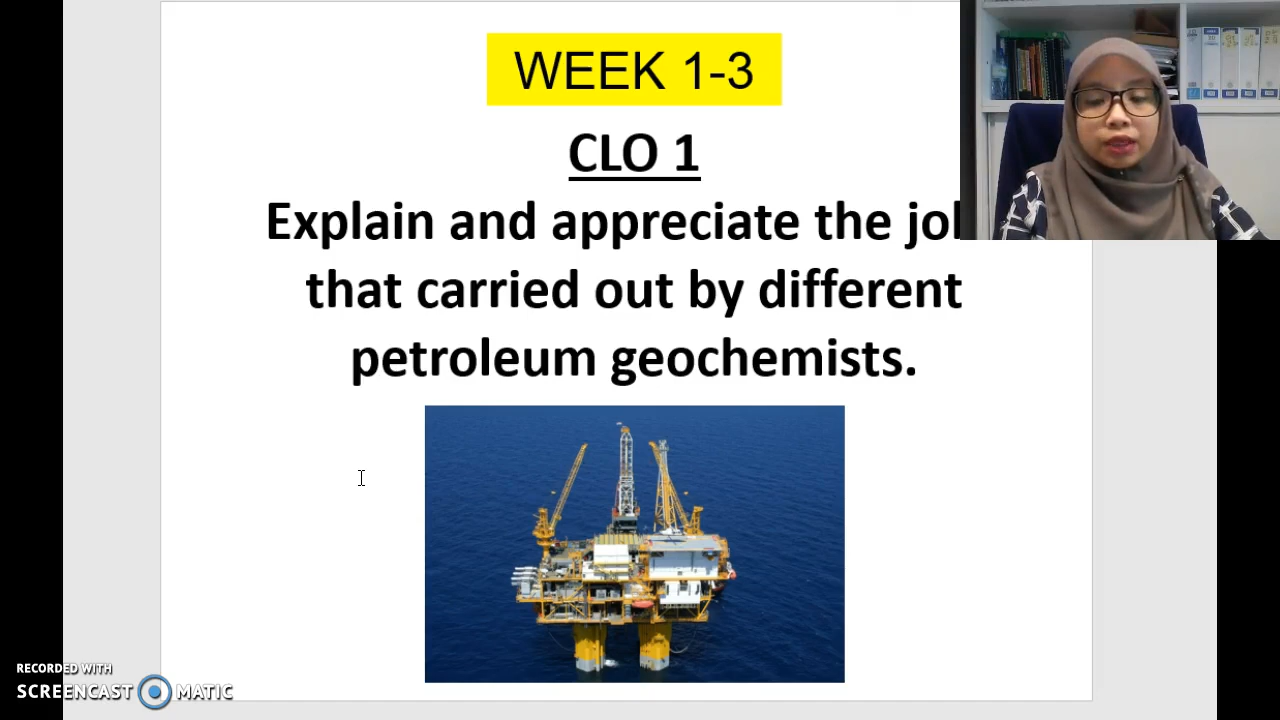 WEEK 1-3
CLO 1
Explain and appreciate the
that carried out by different
petroleum geochemists.
RECORDED WITH
SCREENCAST MATIC